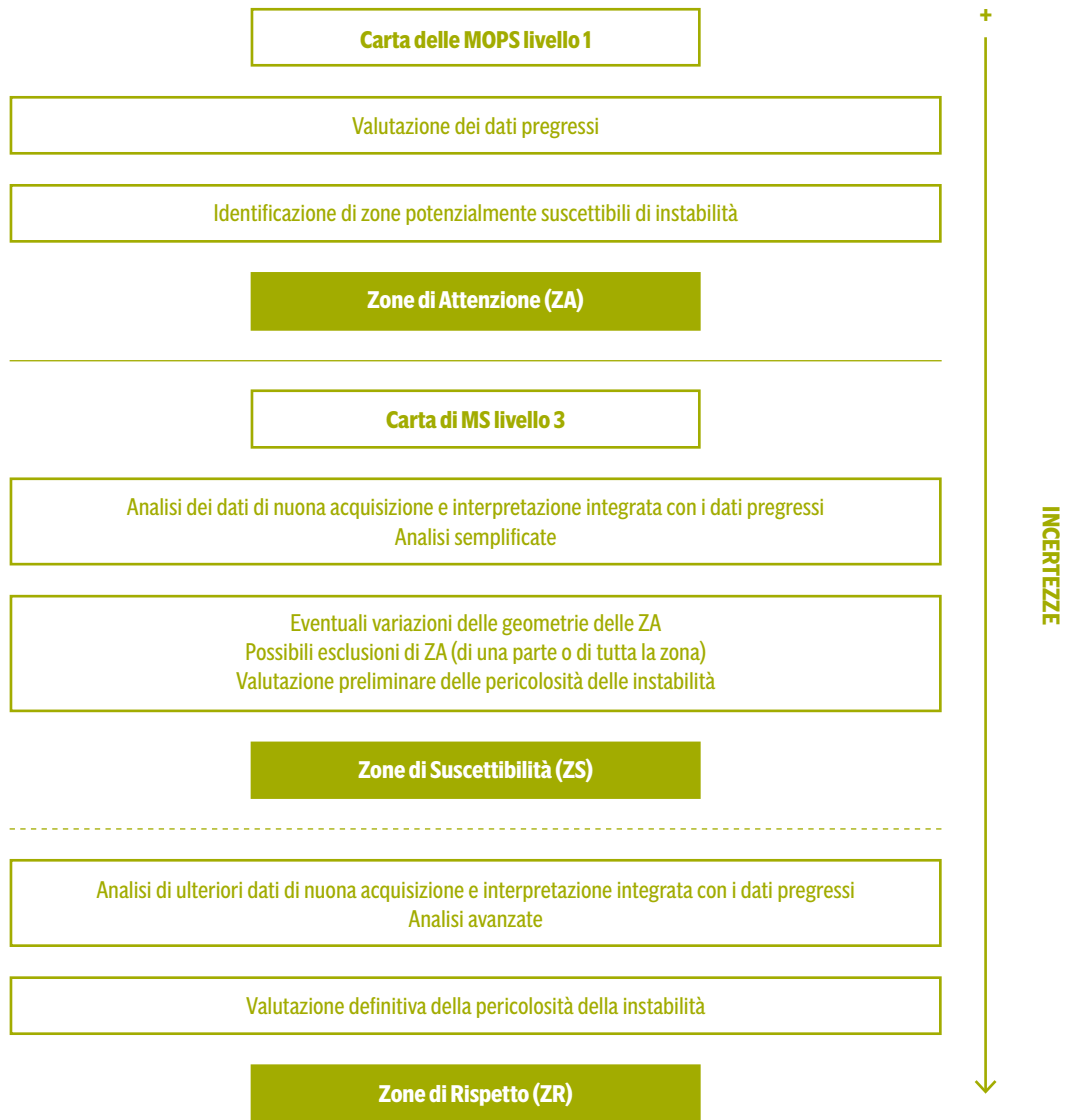 Carta delle MOPS livello 1
+
Valutazione dei dati pregressi
Identificazione di zone potenzialmente suscettibili di instabilità
Zone di Attenzione (ZA)
Carta di MS livello 3
Analisi dei dati di nuona acquisizione e interpretazione integrata con i dati pregressi
Analisi semplificate
INCERTEZZE
Eventuali variazioni delle geometrie delle ZA
Possibili esclusioni di ZA (di una parte o di tutta la zona)
Valutazione preliminare delle pericolosità delle instabilità
Zone di Suscettibilità (ZS)
Analisi di ulteriori dati di nuona acquisizione e interpretazione integrata con i dati pregressi
Analisi avanzate
Valutazione definitiva della pericolosità della instabilità
Zone di Rispetto (ZR)